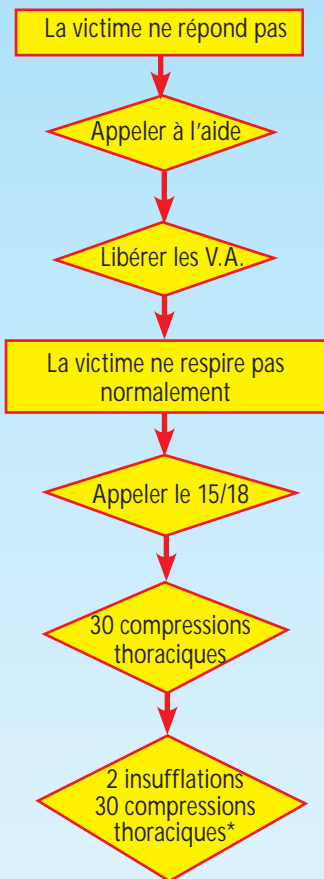 La victime ne répond pas
Appeler à l'aide
Libérer les V.A.
La victime ne respire pas
normalement
Appeler le 15/18
30 compressions
thoraciques
2 insufflations
30 compressions
thoraciques*